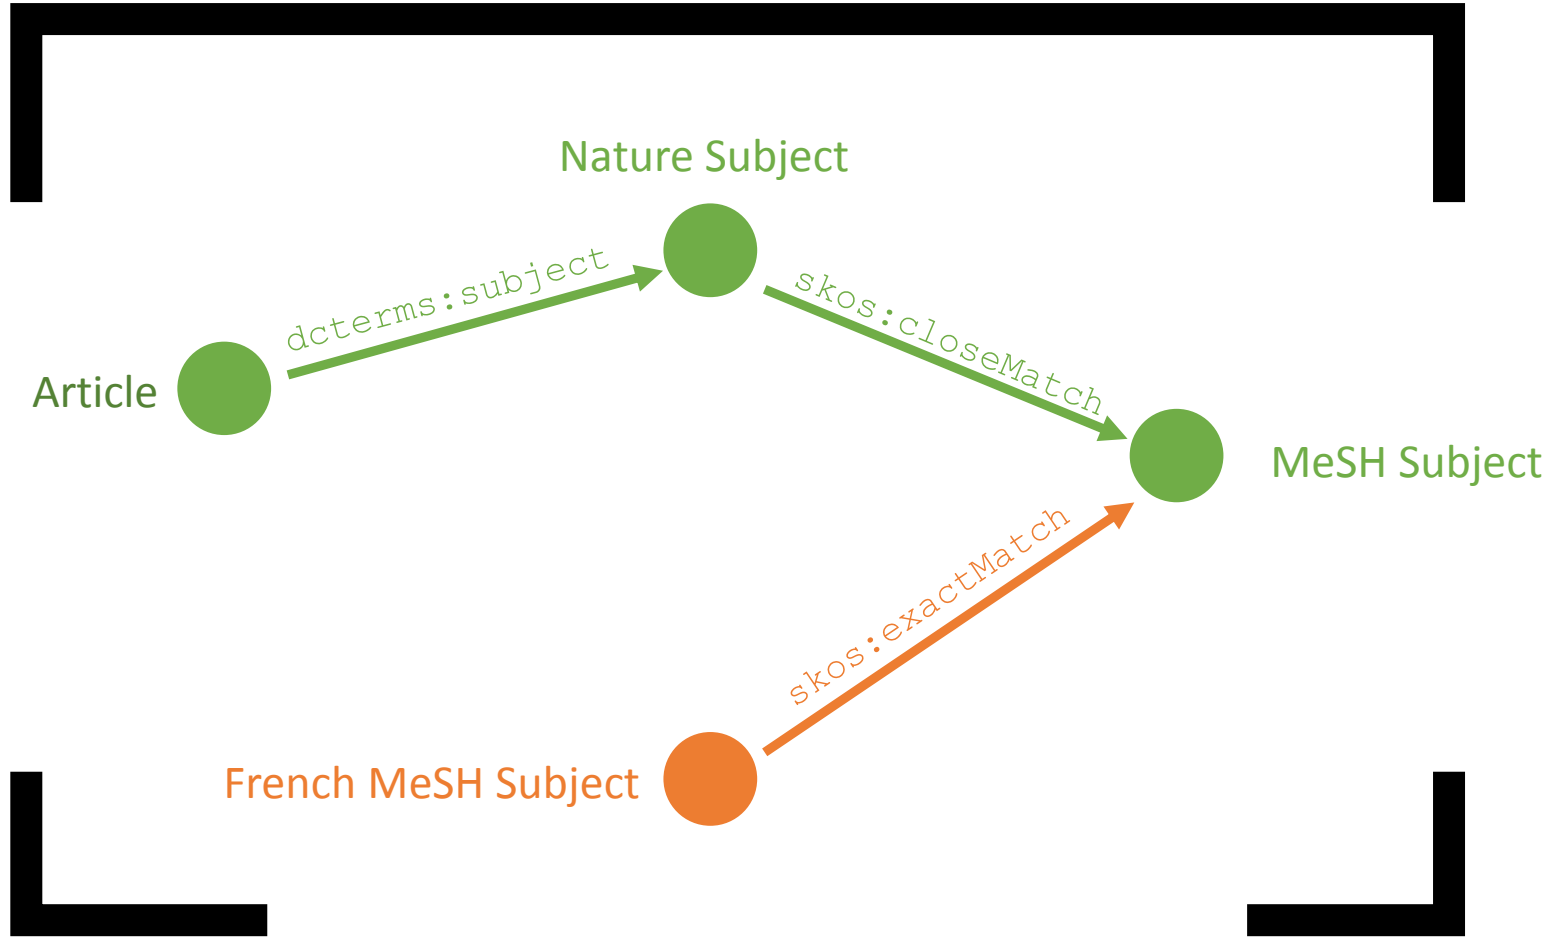 Nature Subject
dcterms:subject
skos:closeMatch
Article
MeSH Subject
skos:exactMatch
French MeSH Subject